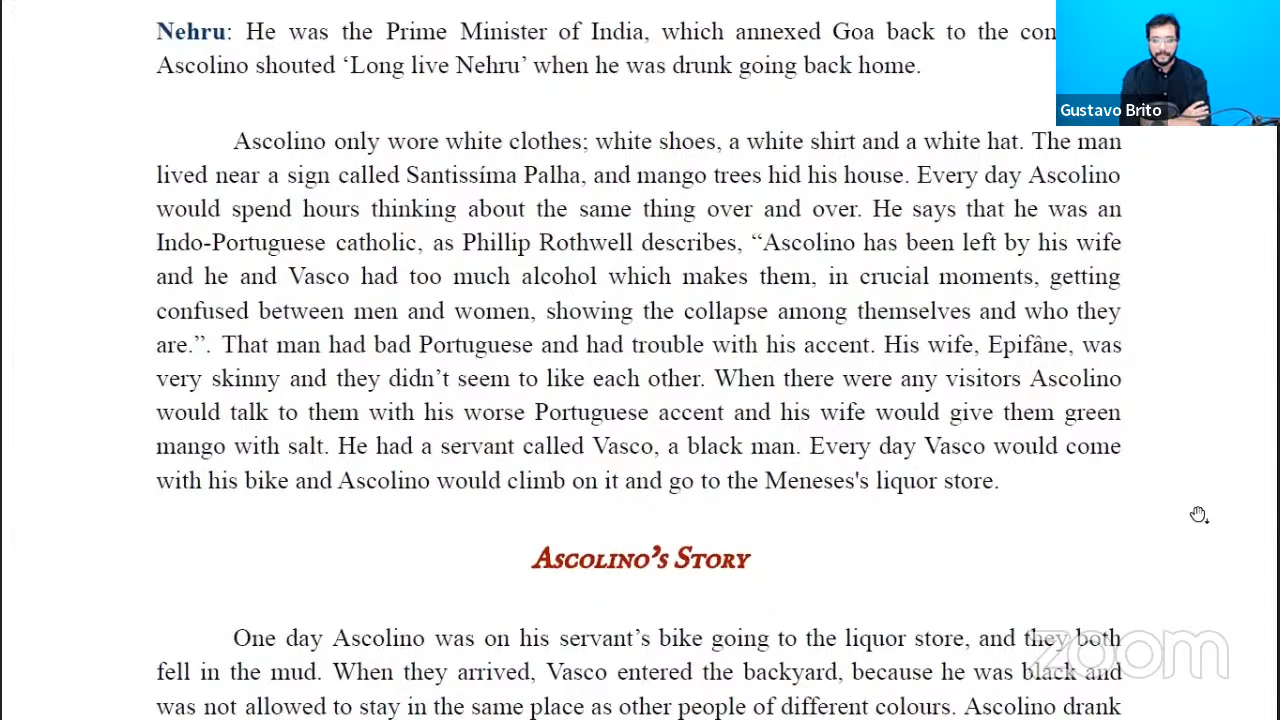 Nehru: He was the Prime Minister of India, which annexed Goa back to the
Ascolino shouted ‘Long live Nehru’ when he was drunk going back home.
Gustavo Brito
Ascolino only wore white clothes; white shoes, a white shirt and a white hat. The man
lived near a sign called Santissíma Palha, and mango trees hid his house. Every day Ascolino
would spend hours thinking about the same thing over and over. He says that he was an
Indo-Portuguese catholic, as Phillip Rothwell describes, “Ascolino has been left by his wife
and he and Vasco had too much alcohol which makes them, in crucial moments, getting
confused between men and women, showing the collapse among themselves and who they
are.”. That man had bad Portuguese and had trouble with his accent. His wife, Epifâne, was
very skinny and they didn’t seem to like each other. When there were any visitors Ascolino
would talk to them with his worse Portuguese accent and his wife would give them green
mango with salt. He had a servant called Vasco, a black man. Every day Vasco would come
with his bike and Ascolino would climb on it and go to the Meneses's liquor store.
ASCOLINO’S STORY
One day Ascolino was on his servant’s bike going to the liquor store, and they both
fell in the mud. When they arrived, Vasco entered the backyard, because he was black and
was not allowed to stay in the same place as other people of different colours. Ascolino drank
zoom